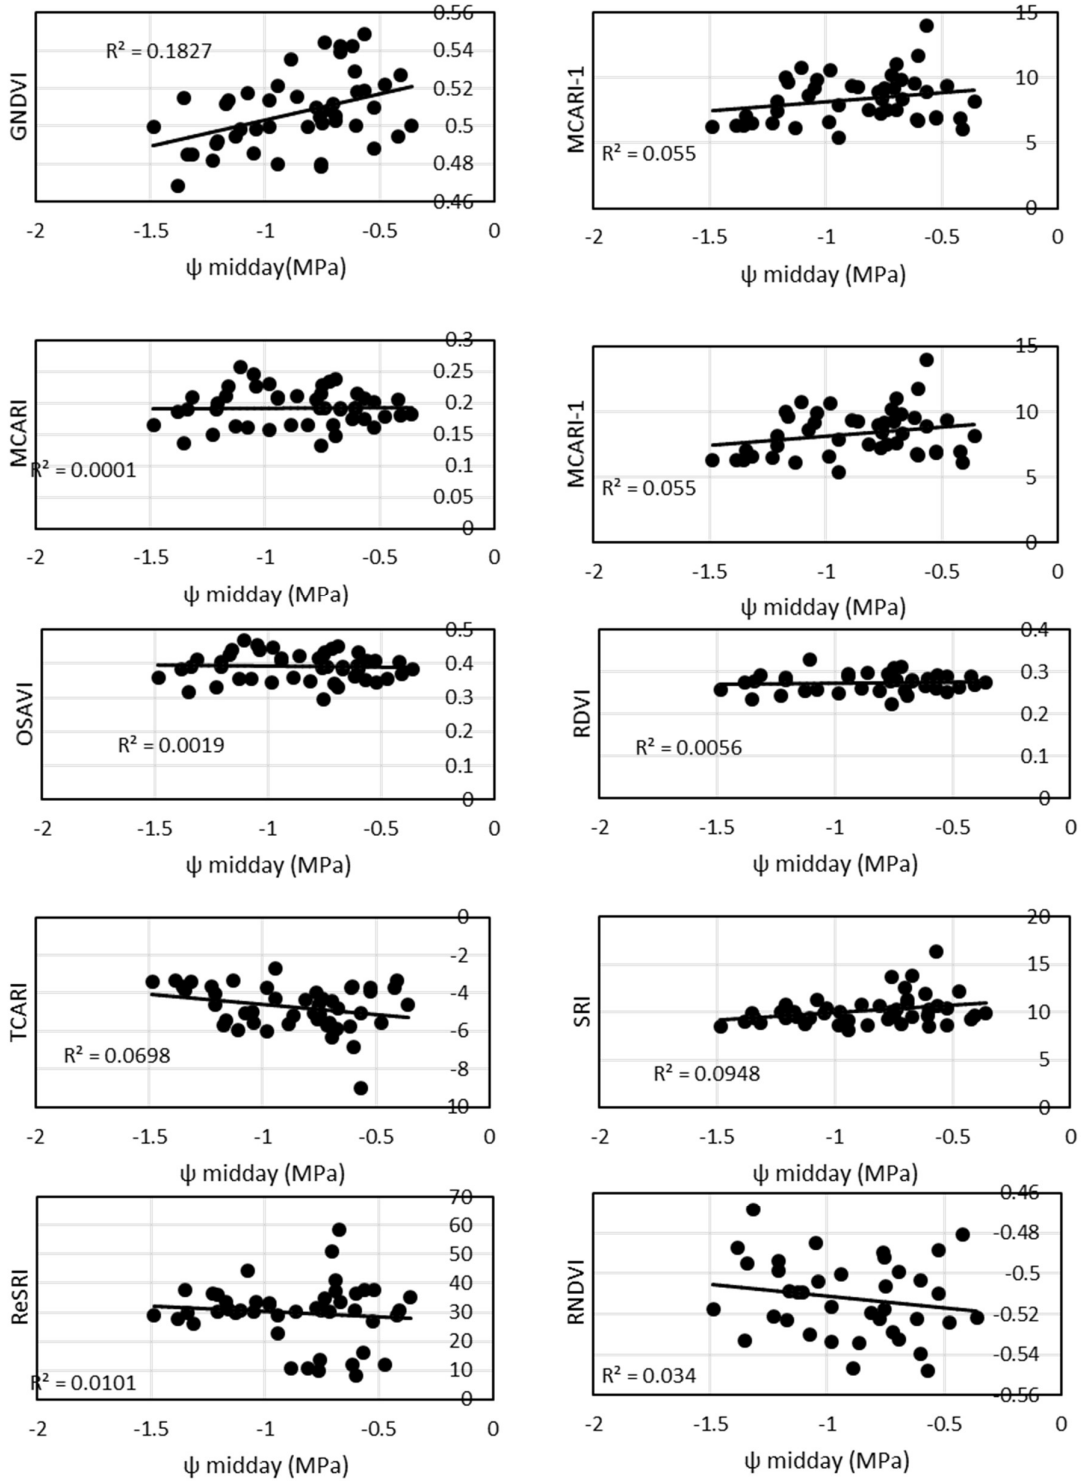 0.56
0.54
0.52
0.5
0.48
0.46
GNDVI
R² = 0.1827
-2 -1.5 -1 -0.5 0
ψ midday(MPa)
15
10
5
0
MCARI-1
R² = 0.055
-2 -1.5 -1 -0.5 0
ψ midday (MPa)
0.3
0.25
0.2
0.15
0.1
0.05
0
MCARI
R² = 0.0001
-2 -1.5 -1 -0.5 0
ψ midday (MPa)
15
10
5
0
MCARI-1
R² = 0.055
-2 -1.5 -1 -0.5 0
ψ midday (MPa)
0.5
0.4
0.3
0.2
0.1
0
OSAVI
R² = 0.0019
-2 -1.5 -1 -0.5 0
ψ midday (MPa)
0.4
0.3
0.2
0.1
0
RDVI
R² = 0.0056
-2 -1.5 -1 -0.5 0
ψ midday (MPa)
0
-2
-4
-6
-8
10
TCARI
R² = 0.0698
-2 -1.5 -1 -0.5 0
ψ midday (MPa)
20
15
10
5
0
SRI
R² = 0.0948
-2 -1.5 -1 -0.5 0
ψ midday (MPa)
70
60
50
40
30
20
10
0
ReSRI
R² = 0.0101
-2 -1.5 -1 -0.5 0
ψ midday (MPa)
-0.46
-0.48
-0.5
-0.52
-0.54
-0.56
RNDVI
R² = 0.034
-2 -1.5 -1 -0.5 0
ψ midday (MPa)